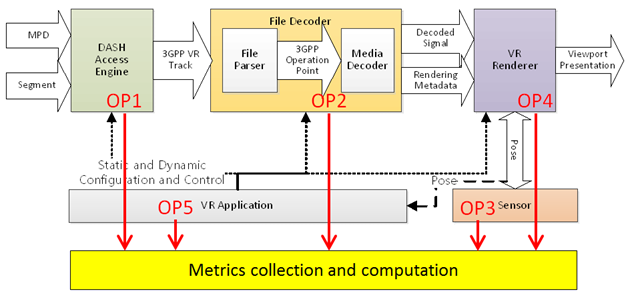 MPD
Segment
DASH
Access
Engine
OP1
3GPP VR
Track
File Decoder
File
Parser
3GPP
Operation
Point
Media
Decoder
OP2
Decoded
Signal
Rendering
Metadata
VR
Renderer
OP4
Viewport
Presentation
Static and Dynamic
Configuration and Control
Pose
Pose
OP5
VR Application
OP3
Sensor
Metrics collection and computation